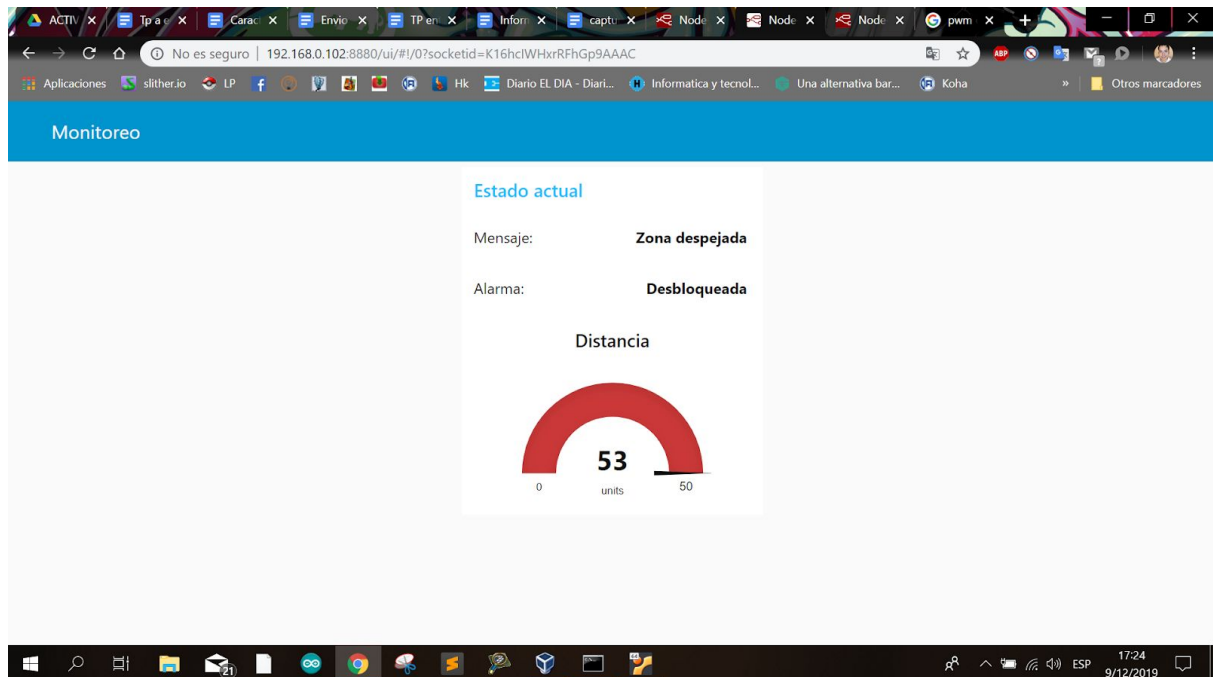 ACTIV
Tp a e
Carac
Envio
TP en
Inform
captu
Node
Node
Node
pwm
No es seguro | 192.168.0.102:8880/ui/#!/0?socketid=K16hcIWHxrRFhGp9AAAC
ABP
Aplicaciones
slither.io
LP
Hk
Diario EL DIA - Diari...
Informatica y tecnol...
Una alternativa bar...
Koha
»
Otros marcadores
Monitoreo
Estado actual
Mensaje: Zona despejada
Alarma: Desbloqueada
Distancia
53
0 units 50
21
ESP
17:24
9/12/2019